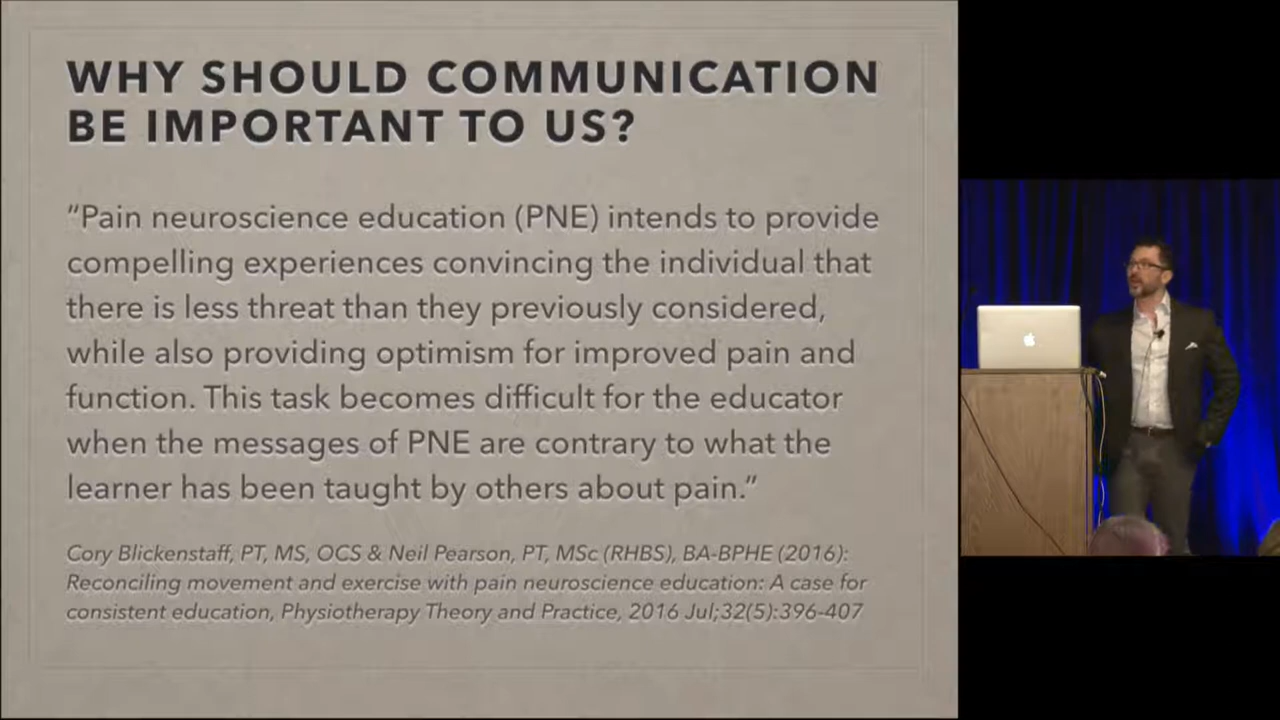 WHY SHOULD COMMUNICATION
BE IMPORTANT TO US?
“Pain neuroscience education (PNE) intends to provide
compelling experiences convincing the individual that
there is less threat than they previously considered,
while also providing optimism for improved pain and
function. This task becomes difficult for the educator
when the messages of PNE are contrary to what the
learner has been taught by others about pain.”
Cory Blickenstaff, PT, MS, OCS & Neil Pearson, PT, MSc (RHBS), BA-BPHE (2016):
Reconciling movement and exercise with pain neuroscience education: A case for
consistent education, Physiotherapy Theory and Practice, 2016 Jul;32(5):396-407